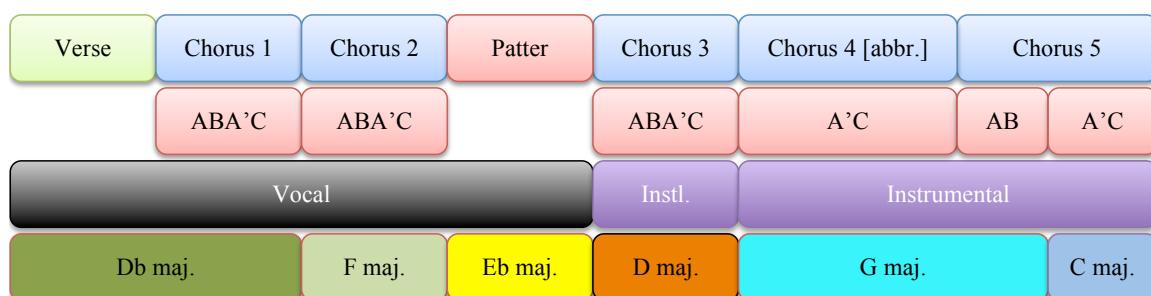 Verse Chorus 1 Chorus 2 Patter Chorus 3 Chorus 4 [abbr.] Chorus 5
ABA’C ABA’C ABA’C A’C AB A’C
Vocal Instl. Instrumental
Db maj. F maj. Eb maj. D maj. G maj. C maj.